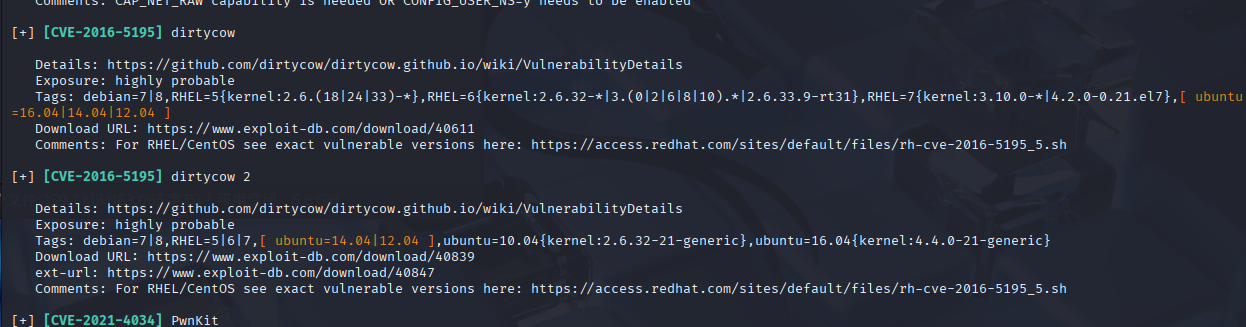 Comments: CAP_NET_RAW capability is needed OR CONFIG_USER_NS=y needs to be enabled
[+] [CVE-2016-5195] dirtycow
Details: https://github.com/dirtycow/dirtycow.github.io/wiki/VulnerabilityDetails
Exposure: highly probable
Tags: debian=7|8,RHEL=5{kernel:2.6.(18|24|33)-*},RHEL=6{kernel:2.6.32-*|3.(0|2|6|8|10).*|2.6.33.9-rt31},RHEL=7{kernel:3.10.0-*|4.2.0-0.21.el7},[ ubuntu
=16.04|14.04|12.04 ]
Download URL: https://www.exploit-db.com/download/40611
Comments: For RHEL/CentOS see exact vulnerable versions here: https://access.redhat.com/sites/default/files/rh-cve-2016-5195_5.sh
[+] [CVE-2016-5195] dirtycow 2
Details: https://github.com/dirtycow/dirtycow.github.io/wiki/VulnerabilityDetails
Exposure: highly probable
Tags: debian=7|8,RHEL=5|6|7,[ ubuntu=14.04|12.04 ],ubuntu=10.04{kernel:2.6.32-21-generic},ubuntu=16.04{kernel:4.4.0-21-generic}
Download URL: https://www.exploit-db.com/download/40839
ext-url: https://www.exploit-db.com/download/40847
Comments: For RHEL/CentOS see exact vulnerable versions here: https://access.redhat.com/sites/default/files/rh-cve-2016-5195_5.sh
[+] [CVE-2021-4034] PwnKit